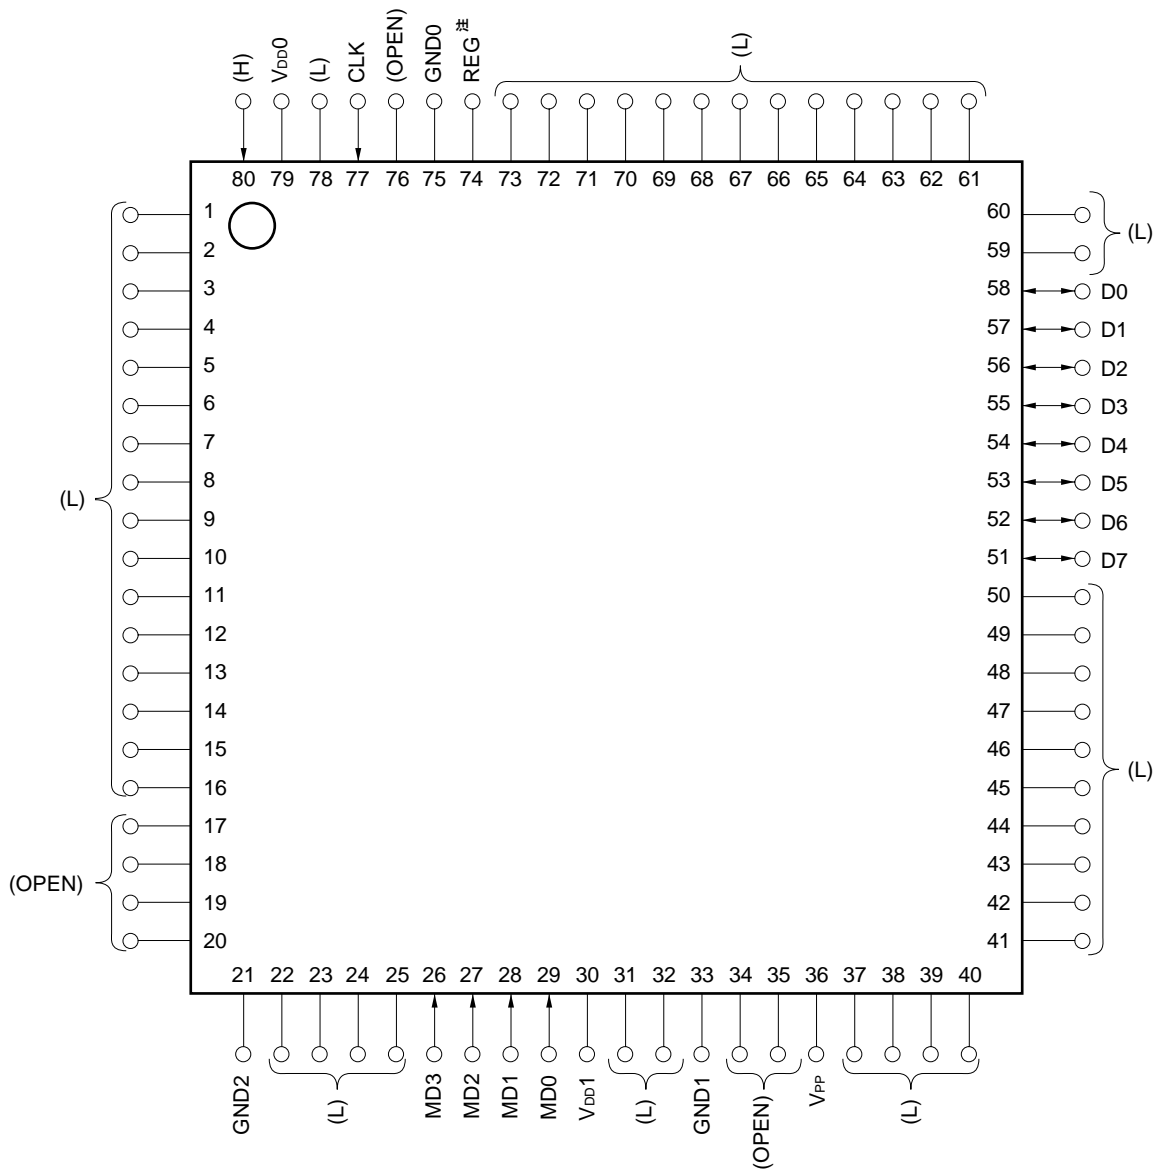 (H)
VDD0
(L)
CLK
(OPEN)
GND0
REG注
(L)
80 79 78 77 76 75 74 73 72 71 70 69 68 67 66 65 64 63 62 61
1
2
3
4
5
6
7
8
9
10
11
12
13
14
15
16
17
18
19
20
(L)
(OPEN)
60
59
58
57
56
55
54
53
52
51
50
49
48
47
46
45
44
43
42
41
(L)
D0
D1
D2
D3
D4
D5
D6
D7
(L)
21 22 23 24 25 26 27 28 29 30 31 32 33 34 35 36 37 38 39 40
GND2
(L)
MD3
MD2
MD1
MD0
VDD1
(L)
GND1
(OPEN)
VPP
(L)